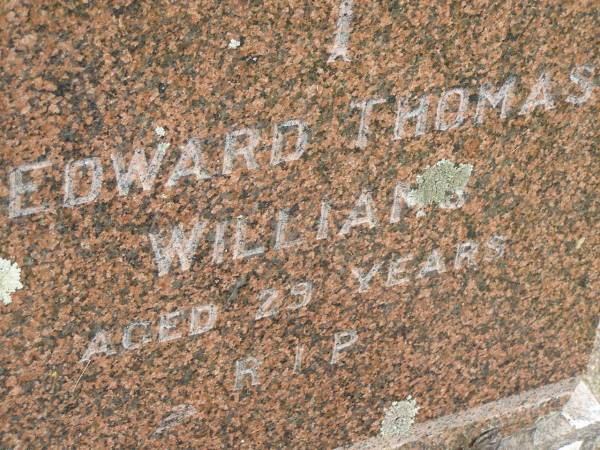 EDWARD THOMAS
WILLIAMS
AGED 29 YEARS
R I P